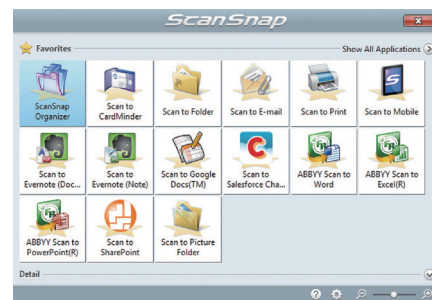 ScanSnap
Favorites
Show All Applications
ScanSnap Organizer
Scan to CardMinder
Scan to Folder
Scan to E-mail
Scan to Print
Scan to Mobile
Scan to Evernote (Doc...
Scan to Evernote (Note)
Scan to Google Docs(TM)
Scan to Salesforce Cha...
ABBYY Scan to Word
ABBYY Scan to Excel(R)
ABBYY Scan to PowerPoint(R)
Scan to SharePoint
Scan to Picture Folder
Detail